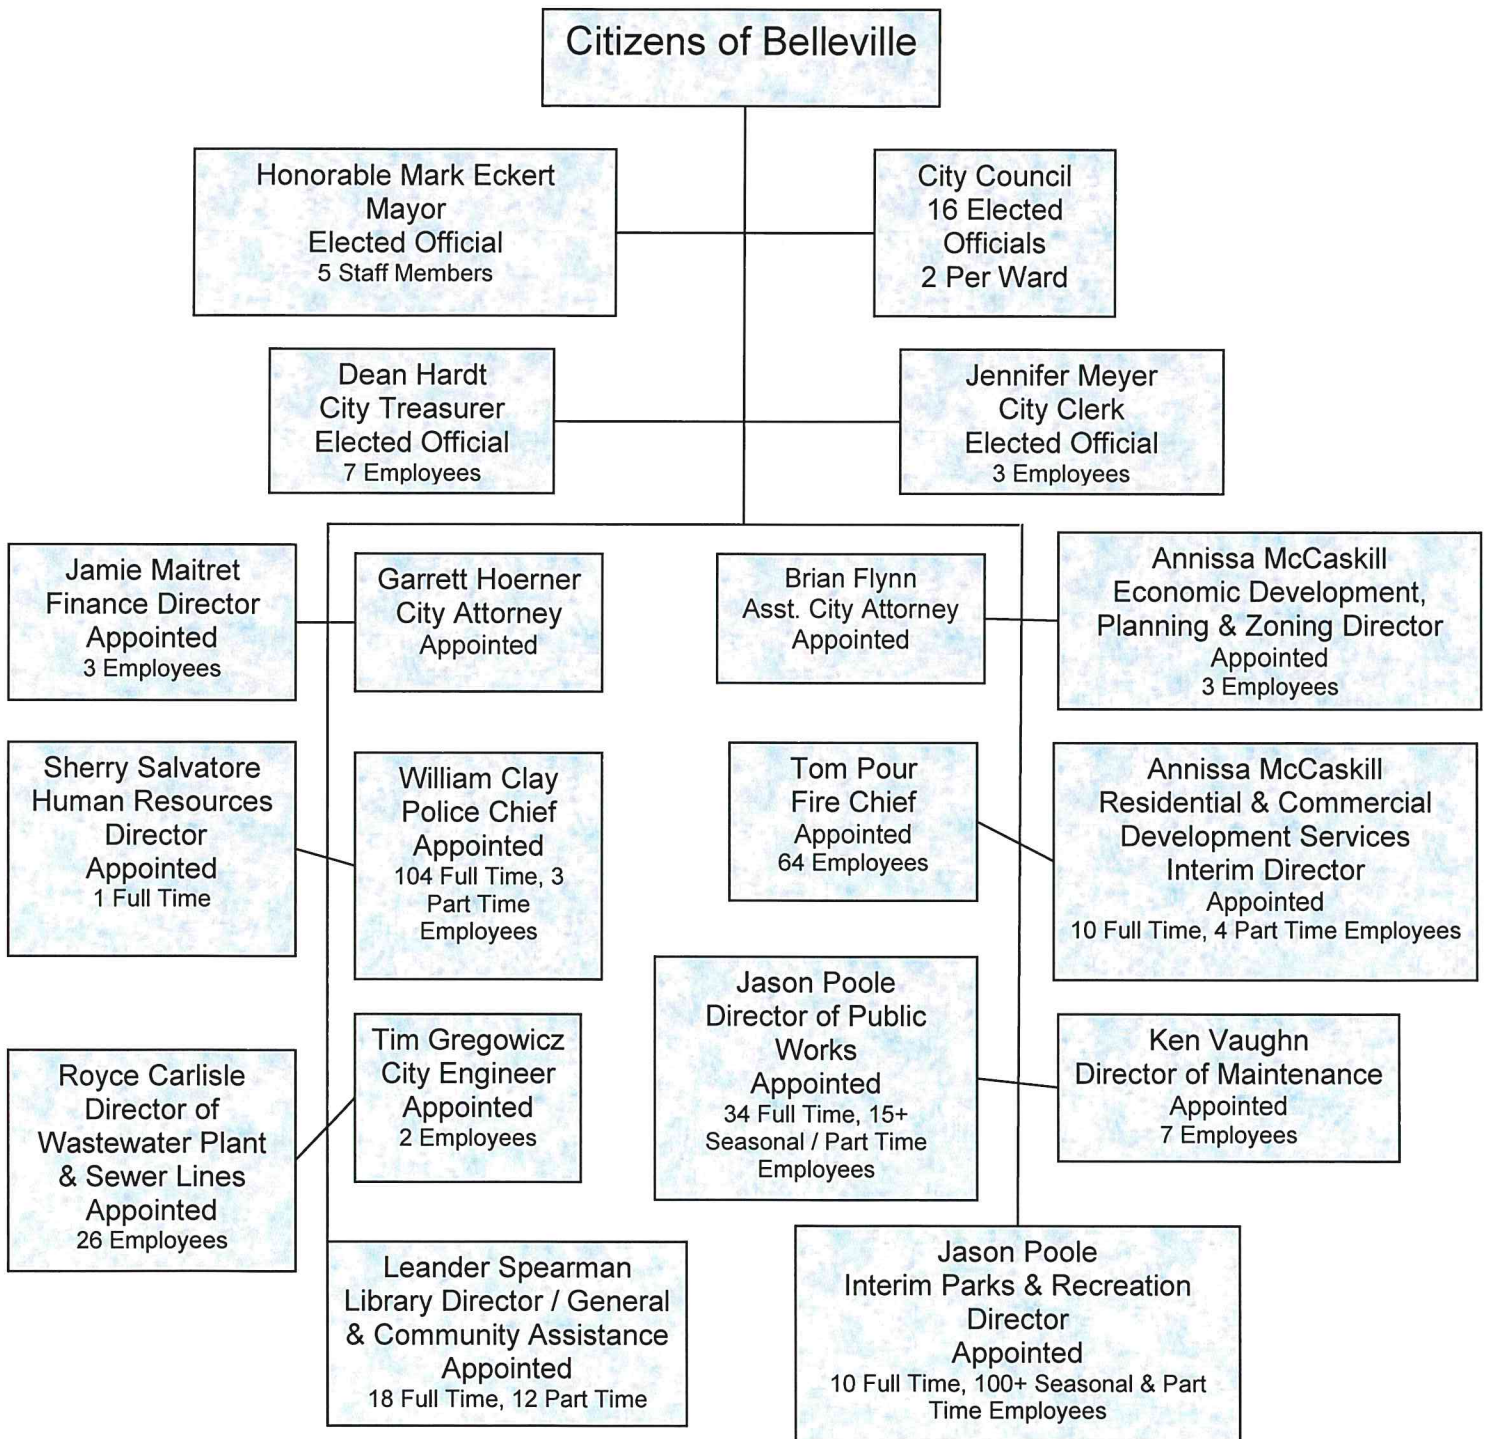 Citizens of Belleville
Honorable Mark Eckert
Mayor
Elected Official
5 Staff Members
City Council
16 Elected
Officials
2 Per Ward
Dean Hardt
City Treasurer
Elected Official
7 Employees
Jennifer Meyer
City Clerk
Elected Official
3 Employees
Jamie Maitret
Finance Director
Appointed
3 Employees
Garrett Hoerner
City Attorney
Appointed
Brian Flynn
Asst. City Attorney
Appointed
Annissa McCaskill
Economic Development,
Planning & Zoning Director
Appointed
3 Employees
Sherry Salvatore
Human Resources
Director
Appointed
1 Full Time
William Clay
Police Chief
Appointed
104 Full Time, 3
Part Time
Employees
Tom Pour
Fire Chief
Appointed
64 Employees
Annissa McCaskill
Residential & Commercial
Development Services
Interim Director
Appointed
10 Full Time, 4 Part Time Employees
Royce Carlisle
Director of
Wastewater Plant
& Sewer Lines
Appointed
26 Employees
Tim Gregowicz
City Engineer
Appointed
2 Employees
Jason Poole
Director of Public
Works
Appointed
34 Full Time, 15+
Seasonal / Part Time
Employees
Ken Vaughn
Director of Maintenance
Appointed
7 Employees
Leander Spearman
Library Director / General
& Community Assistance
Appointed
18 Full Time, 12 Part Time
Jason Poole
Interim Parks & Recreation
Director
Appointed
10 Full Time, 100+ Seasonal & Part
Time Employees